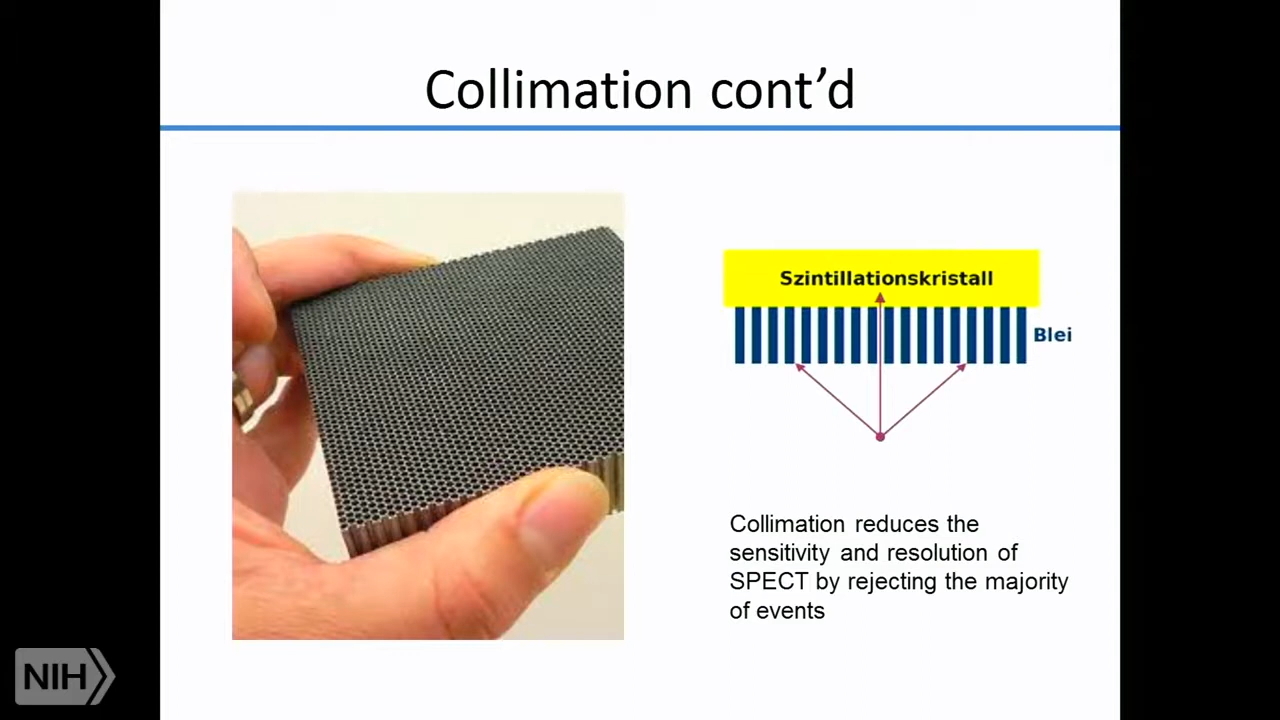 Collimation cont’d
Szintillationskristall
Blei
Collimation reduces the
sensitivity and resolution of
SPECT by rejecting the majority
of events
NIH